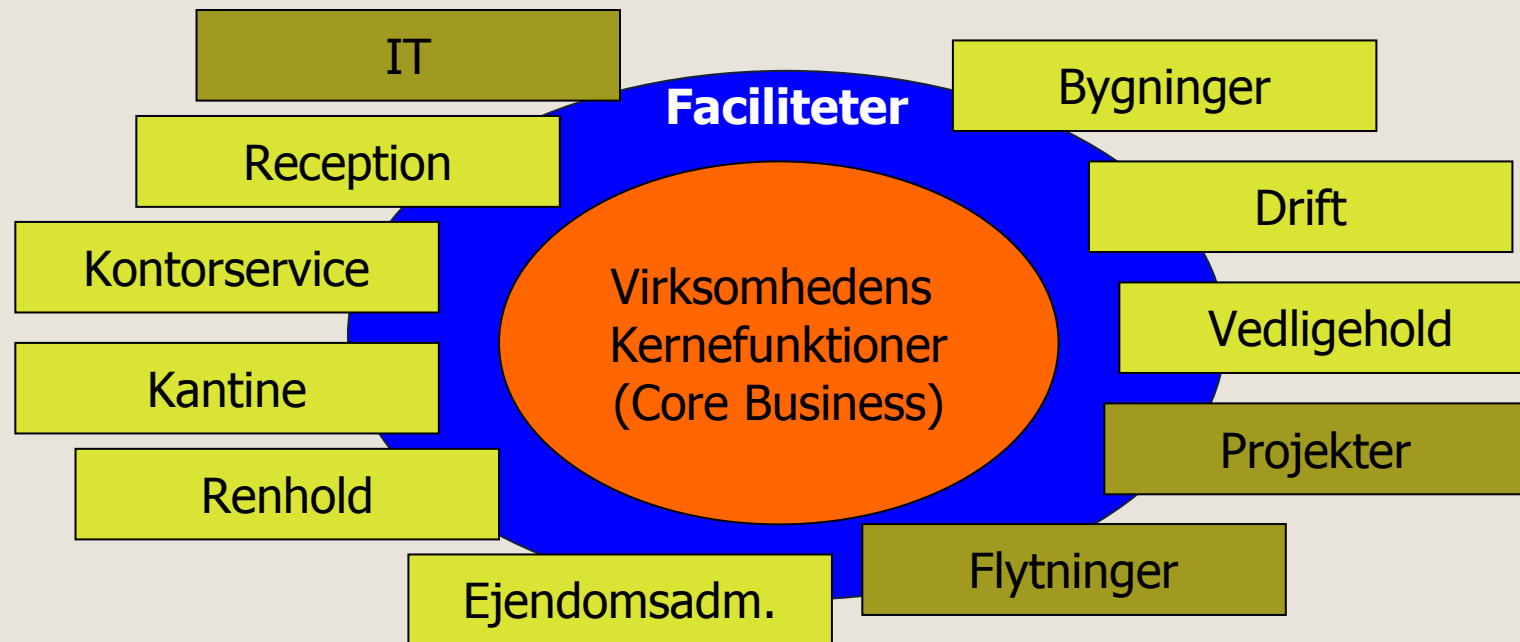 IT
Faciliteter
Bygninger
Reception
Drift
Kontorservice
Virksomhedens
Kernefunktioner
(Core Business)
Vedligehold
Kantine
Projekter
Renhold
Flytninger
Ejendomsadm.